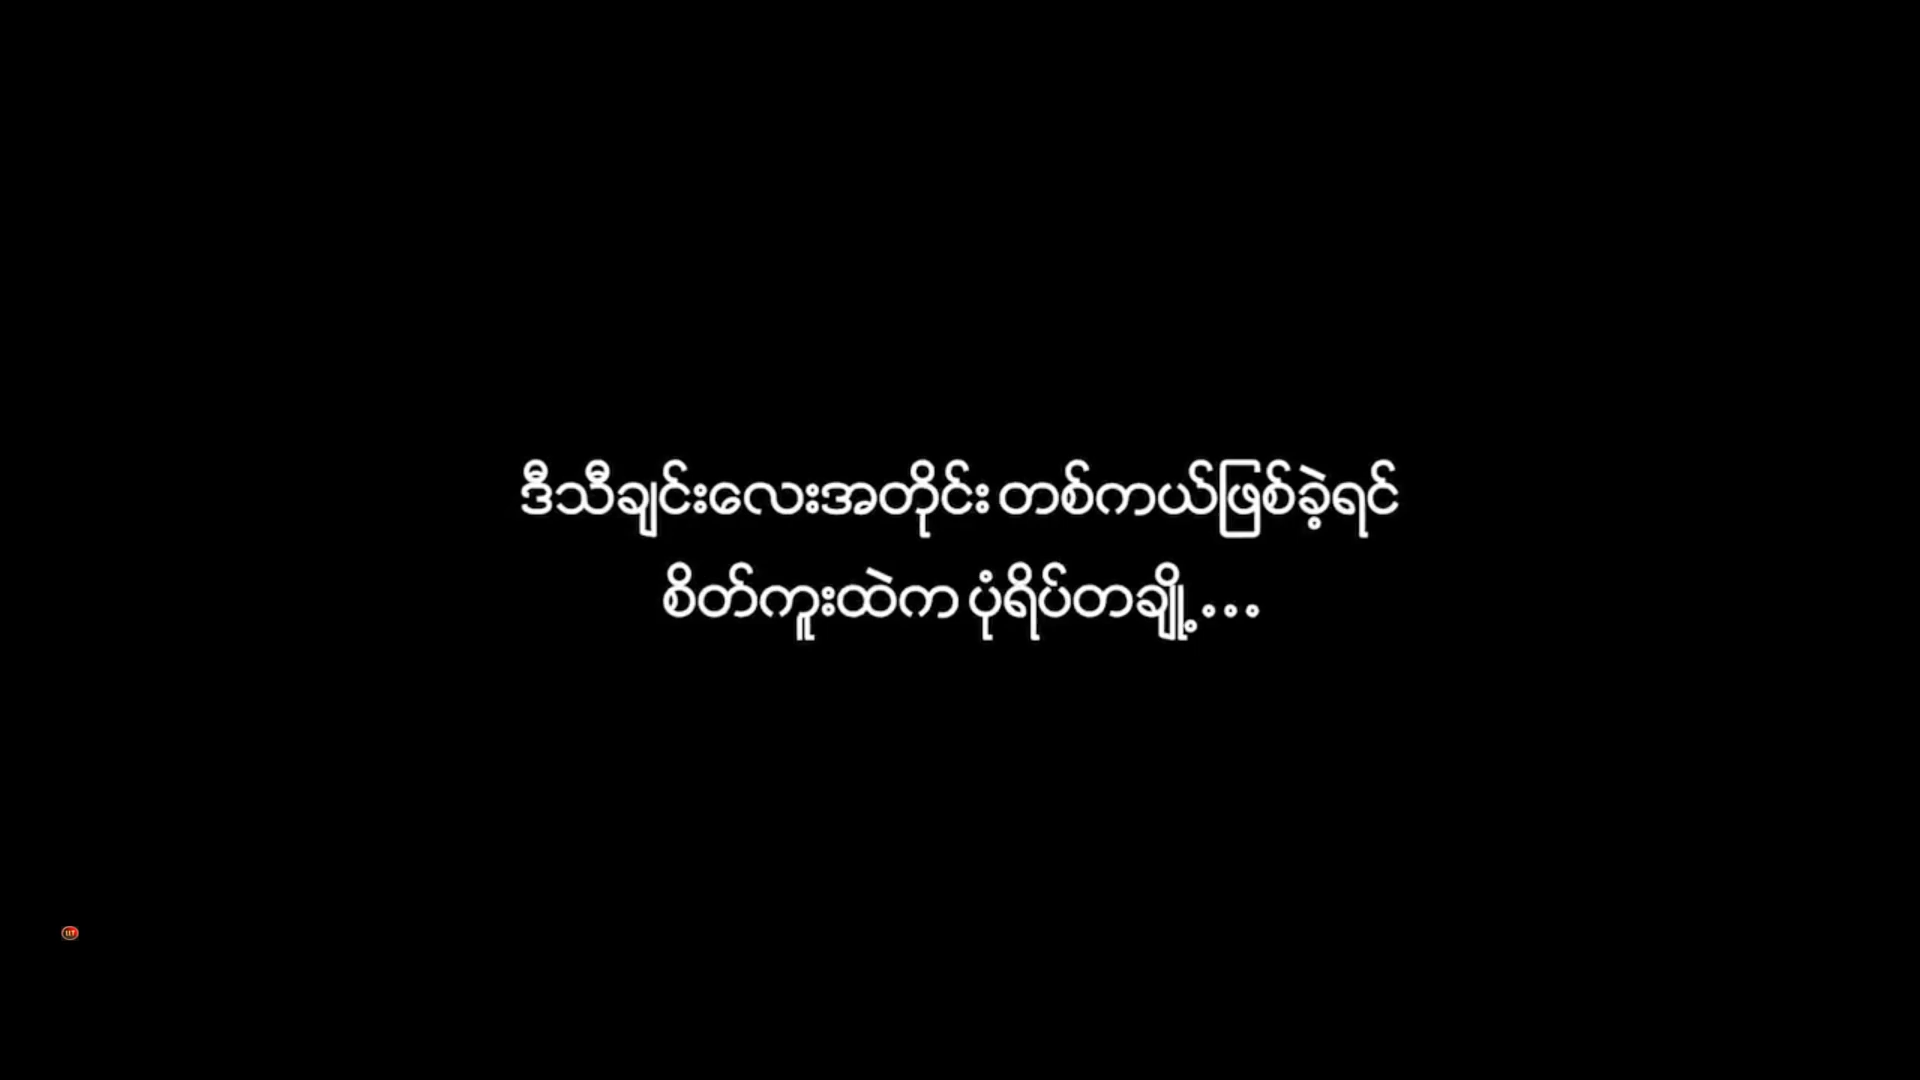 ဒီသီချင်းလေးအတိုင်း တစ်ကယ်ဖြစ်ခဲ့ရင်
စိတ်ကူးထဲက ပုံရိပ်တချို့...